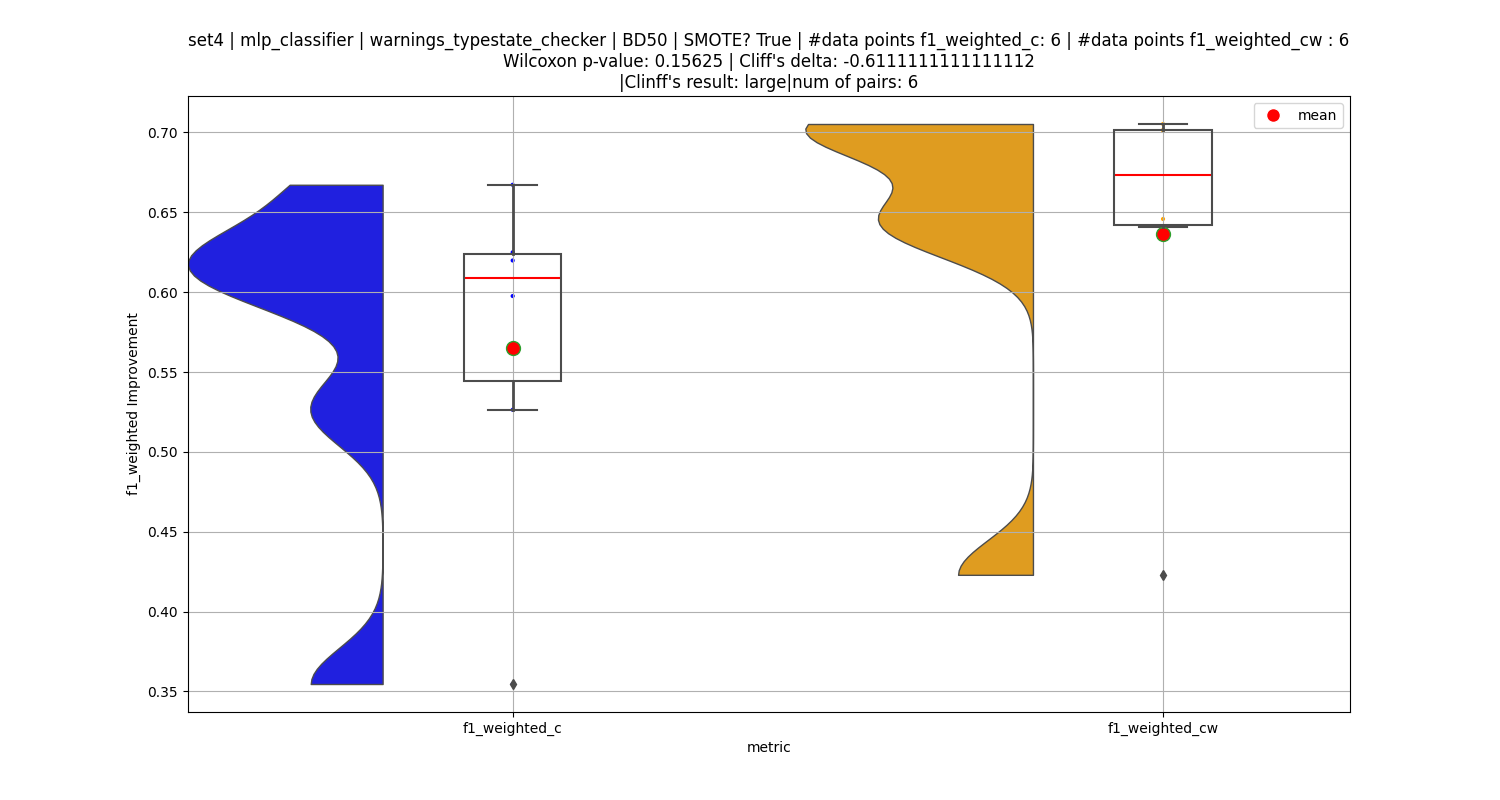 set4 | mlp_classifier | warnings_typestate_checker | BD50 | SMOTE? True | #data points f1_weighted_c: 6 | #data points f1_weighted_cw : 6
Wilcoxon p-value: 0.15625 | Cliff's delta: -0.6111111111111112
|Clinff's result: large|num of pairs: 6
mean
0.70
0.65
0.60
0.55
0.50
0.45
0.40
0.35
f1_weighted Improvement
f1_weighted_c
f1_weighted_cw
metric